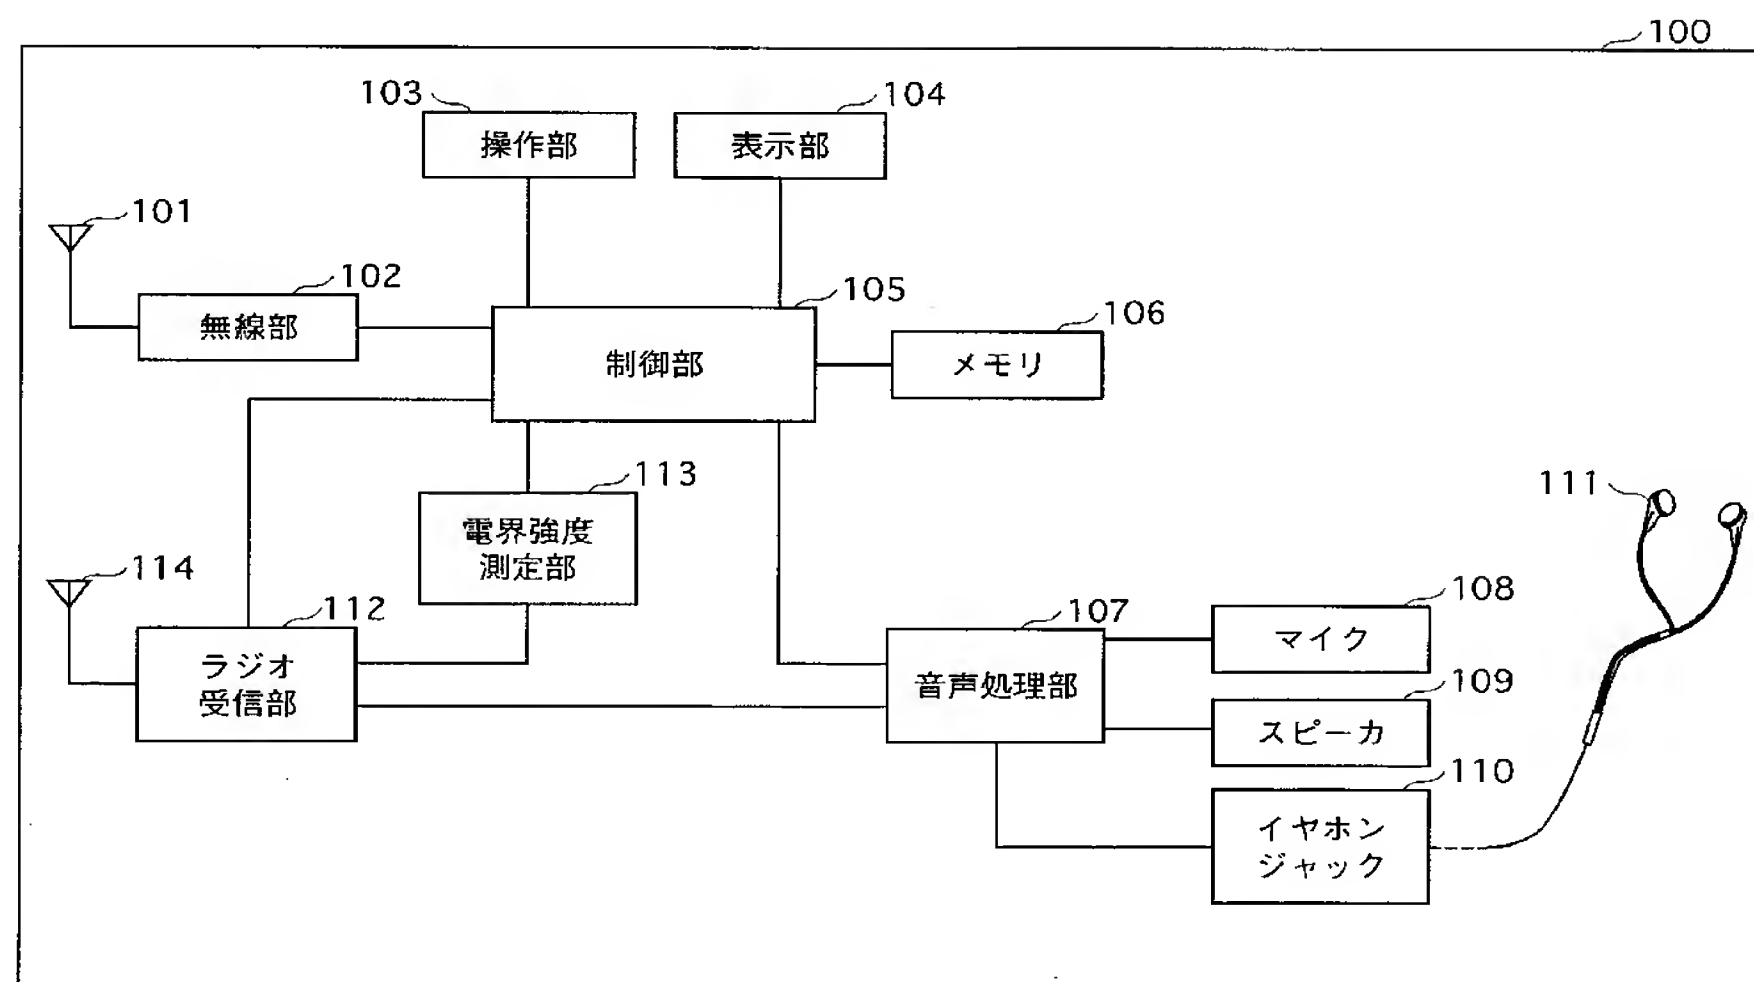 100
103
操作部
104
表示部
101
102
無線部
105
制御部
106
メモリ
113
電界強度
測定部
111
114
112
ラジオ
受信部
107
音声処理部
108
マイク
109
スピーカ
110
イヤホン
ジャック